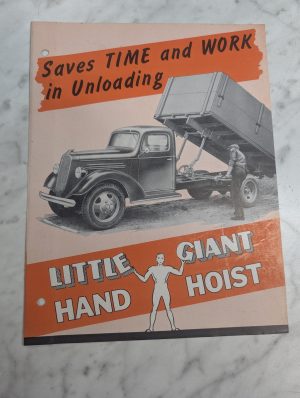 Saves TIME and WORK
in Unloading
LITTLE GIANT
HAND HOIST